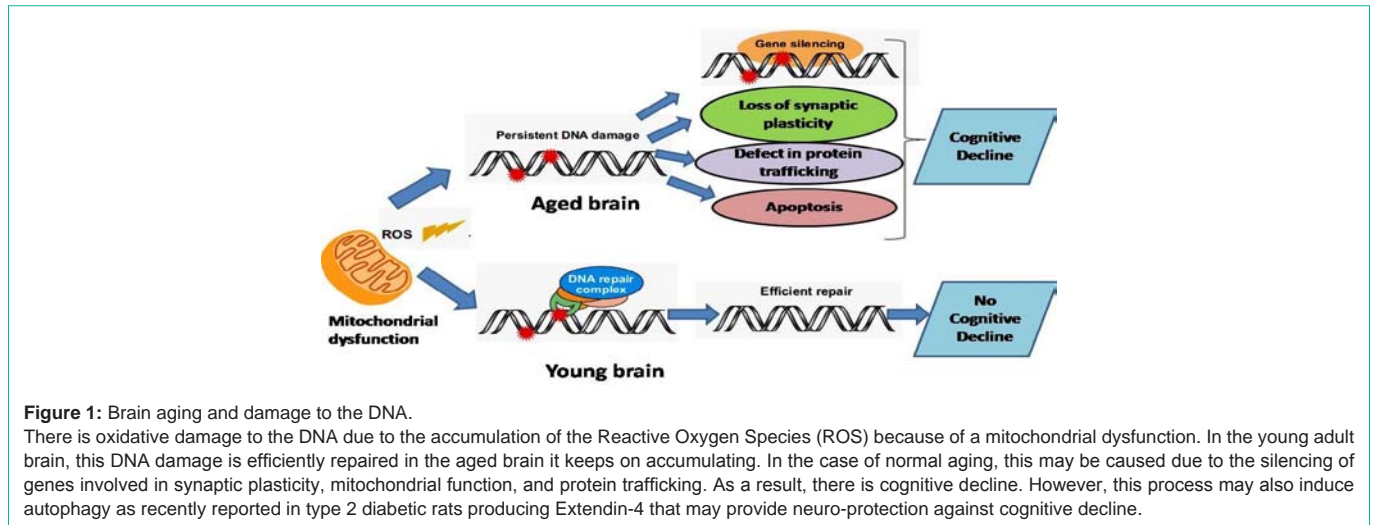 Gene silencing
Loss of synaptic
plasticity
Persistent DNA damage
Defect in protein
trafficking
Cognitive
Decline
Aged brain
Apoptosis
ROS
DNA repair
complex
Efficient repair
No
Cognitive
Decline
Mitochondrial
dysfunction
Young brain
Figure 1: Brain aging and damage to the DNA.
There is oxidative damage to the DNA due to the accumulation of the Reactive Oxygen Species (ROS) because of a mitochondrial dysfunction. In the young adult
brain, this DNA damage is efficiently repaired in the aged brain it keeps on accumulating. In the case of normal aging, this may be caused due to the silencing of
genes involved in synaptic plasticity, mitochondrial function, and protein trafficking. As a result, there is cognitive decline. However, this process may also induce
autophagy as recently reported in type 2 diabetic rats producing Extendin-4 that may provide neuro-protection against cognitive decline.